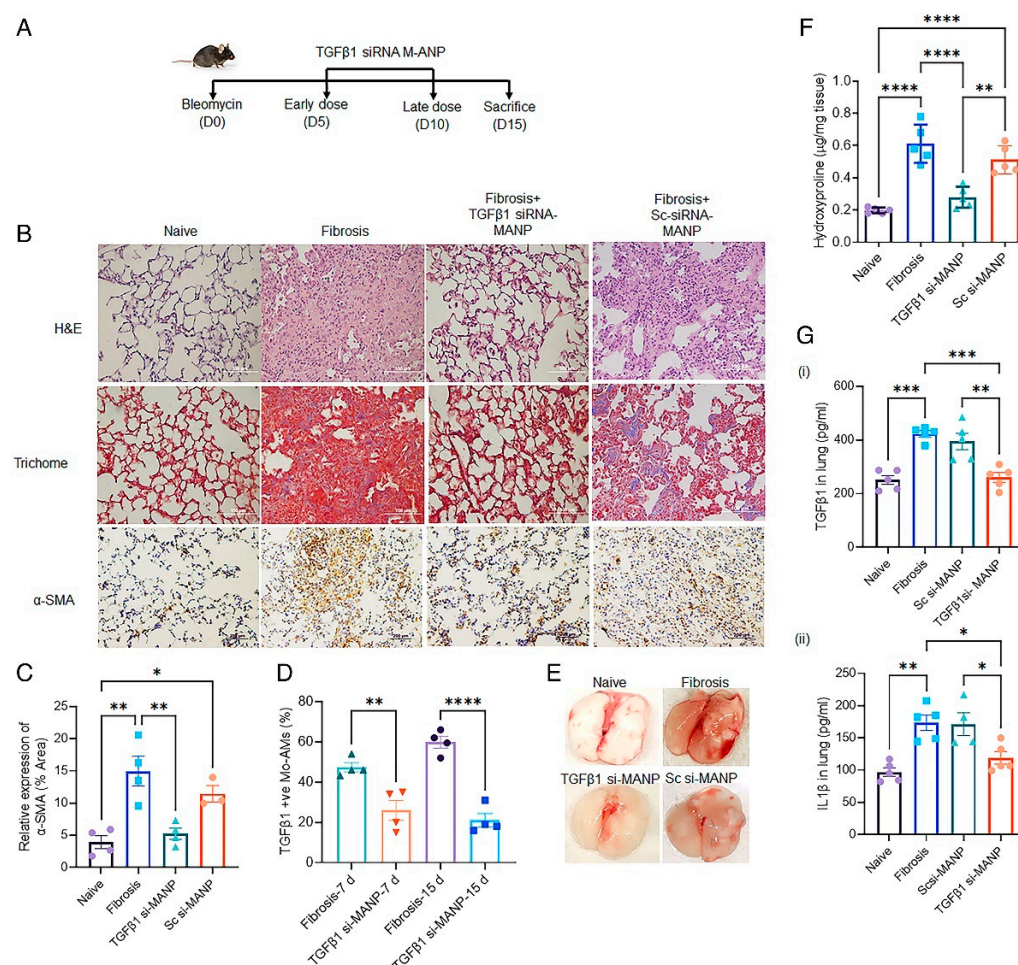 A
TGFβ1 siRNA M-ANP
Bleomycin
(D0)
Early dose
(D5)
Late dose
(D10)
Sacrifice
(D15)
B
Naive
Fibrosis
Fibrosis+
TGFβ1 siRNA-
MANP
Fibrosis+
Sc-siRNA-
MANP
H&E
Trichome
α-SMA
C
Relative expression of
α-SMA (% Area)
25
20
15
10
5
0
*
**
**
Naive
Fibrosis
TGFβ1 si-MANP
Sc si-MANP
D
TGFβ1 +ve Mo-AMs (%)
80
60
40
20
0
**
****
Fibrosis-7 d
TGFβ1 si-MANP-7 d
Fibrosis-15 d
TGFβ1 si-MANP-15 d
E
Naive
Fibrosis
TGFβ1 si-MANP
Sc si-MANP
F
Hydroxyproline (μg/mg tissue)
1.0
0.8
0.6
0.4
0.2
0.0
****
****
****
**
Naive
Fibrosis
TGFβ1 si-MANP
Sc si-MANP
G
(i)
TGFβ1 in lung (pg/ml)
600
400
200
0
***
***
**
Naive
Fibrosis
Sc si-MANP
TGFβ1si- MANP
(ii)
IL1β in lung (pg/ml)
250
200
150
100
50
0
*
**
*
Naive
Fibrosis
Scsi-MANP
TGFβ1 si-MANP